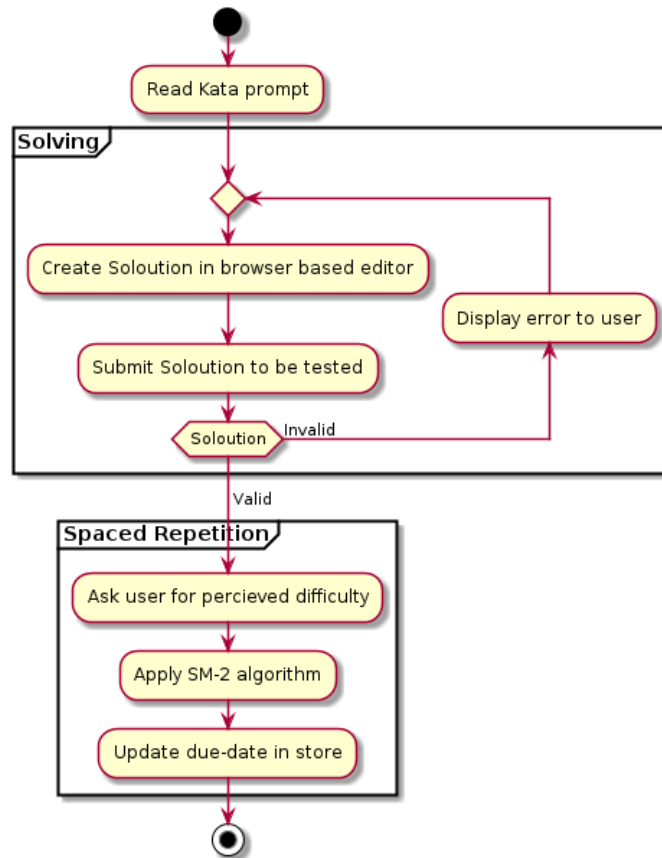 Read Kata prompt
Solving
Create Soloution in browser based editor
Display error to user
Submit Soloution to be tested
Soloution
Invalid
Valid
Spaced Repetition
Ask user for percieved difficulty
Apply SM-2 algorithm
Update due-date in store